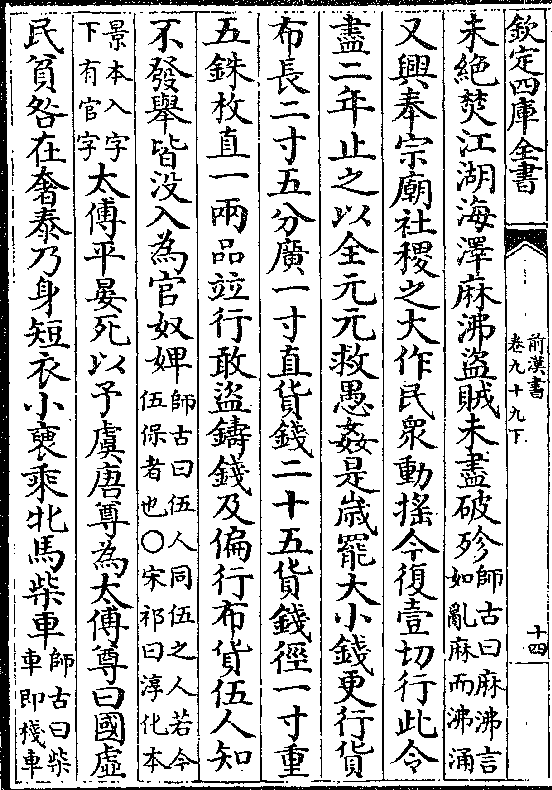 欽定四庫全書
前漢書
卷九十九下
十四
未絶焚江湖海澤麻沸盜賊未盡破殄師古曰麻沸言
如亂麻而沸涌
又興奉宗廟社稷之大作民衆動揺今復壹切行此令
盡二年止之以全元元救愚姦是嵗罷大小錢更行貨
布長二寸五分廣一寸直貨錢二十五貨錢徑一寸重
五銖枚直一兩品竝行敢盜鑄錢及偏行布貨伍人知
不發舉皆没入為官奴婢師古曰伍人同伍之人若今
伍保者也○宋祁曰淳化本
景本入字
下有官字太傅平晏死以予虞唐尊為太傅尊曰國虛
民貧咎在奢泰乃身短衣小褏乘牝馬柴車師古曰柴
車即棧車